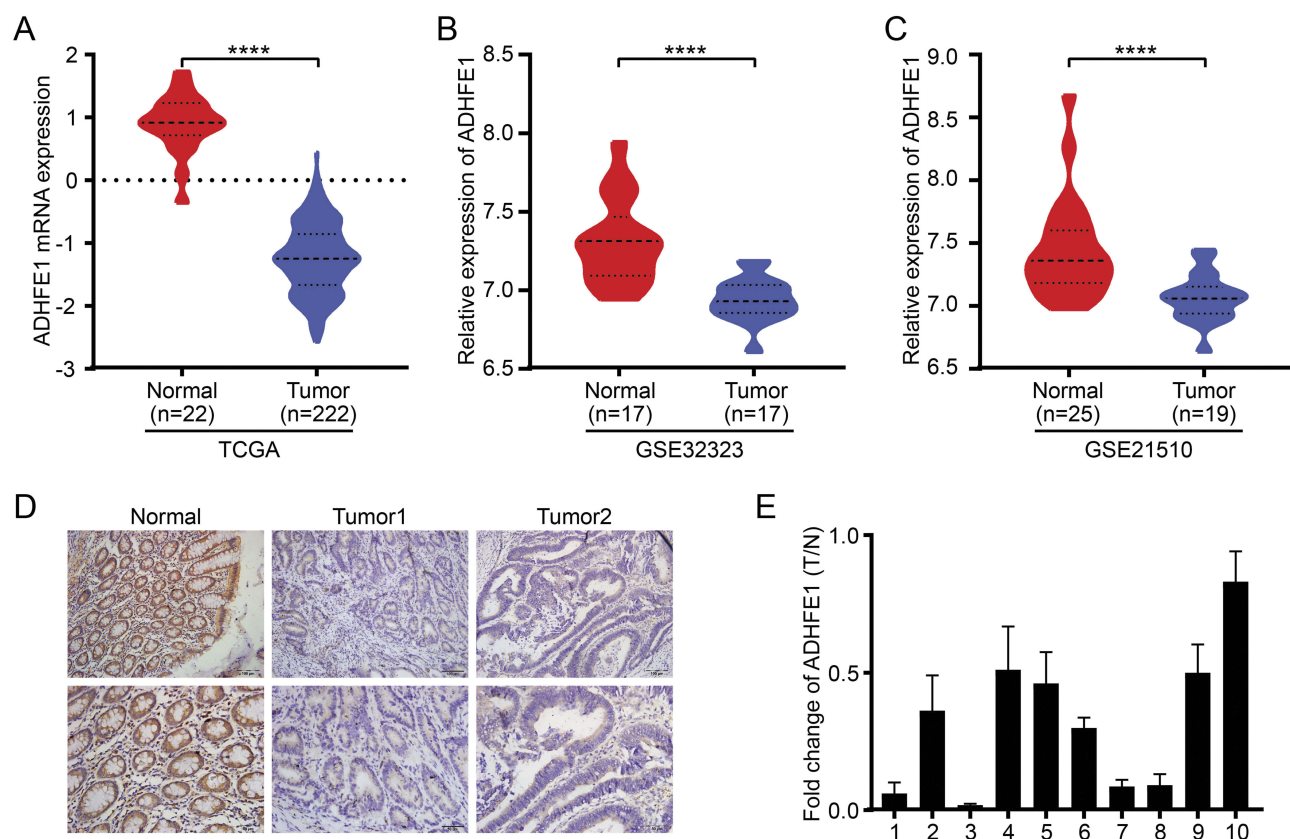 A
ADHFE1 mRNA expression
2
1
0
-1
-2
-3
****
Normal
(n=22)
Tumor
(n=222)
TCGA
B
Relative expression of ADHFE1
8.5
8.0
7.5
7.0
6.5
****
Normal
(n=17)
Tumor
(n=17)
GSE32323
C
Relative expression of ADHFE1
9.0
8.5
8.0
7.5
7.0
6.5
****
Normal
(n=25)
Tumor
(n=19)
GSE21510
D
Normal
Tumor1
Tumor2
E
Fold change of ADHFE1 (T/N)
1.0
0.5
0.0
1 2 3 4 5 6 7 8 9 10